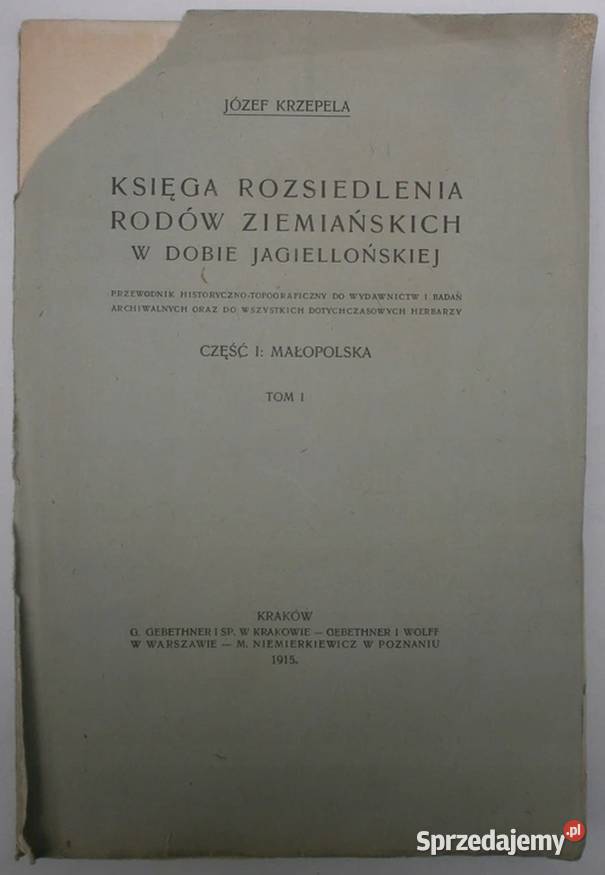 JÓZEF KRZEPELA
KSIĘGA ROZSIEDLENIA
RODÓW ZIEMIAŃSKICH
W DOBIE JAGIELLOŃSKIEJ
PRZEWODNIK HISTORYCZNO-TOPOGRAFICZNY DO WYDAWNICTW I BADAŃ
ARCHIWALNYCH ORAZ DO WSZYSTKICH DOTYCHCZASOWYCH HERBARZY
CZĘŚĆ I: MAŁOPOLSKA
TOM I
KRAKÓW
G. GEBETHNER I SP. W KRAKOWIE — GEBETHNER I WOLFF
W WARSZAWIE — M. NIEMIERKIEWICZ W POZNANIU
1915.
Sprzedajemy.pl